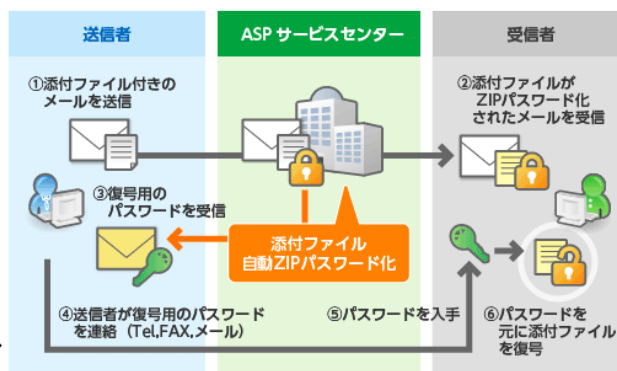 送信者
ASP サービスセンター
受信者
①添付ファイル付きの
メールを送信
②添付ファイルが
ZIPパスワード化
されたメールを受信
③復号用の
パスワードを受信
添付ファイル
自動ZIPパスワード化
④送信者が復号用のパスワード
を連絡（Tel,FAX,メール）
⑤パスワードを入手
⑥パスワードを
元に添付ファイル
を復号